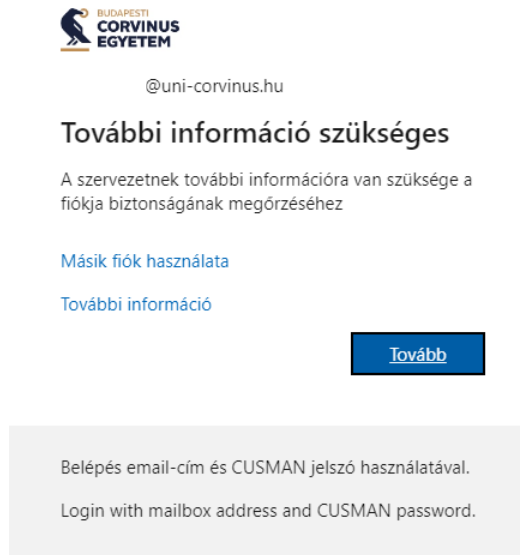 BUDAPESTI
CORVINUS
EGYETEM
@uni-corvinus.hu
További információ szükséges
A szervezetnek további információra van szüksége a
fiókja biztonságának megőrzéséhez
Másik fiók használata
További információ
Tovább
Belépés email-cím és CUSMAN jelszó használatával.
Login with mailbox address and CUSMAN password.